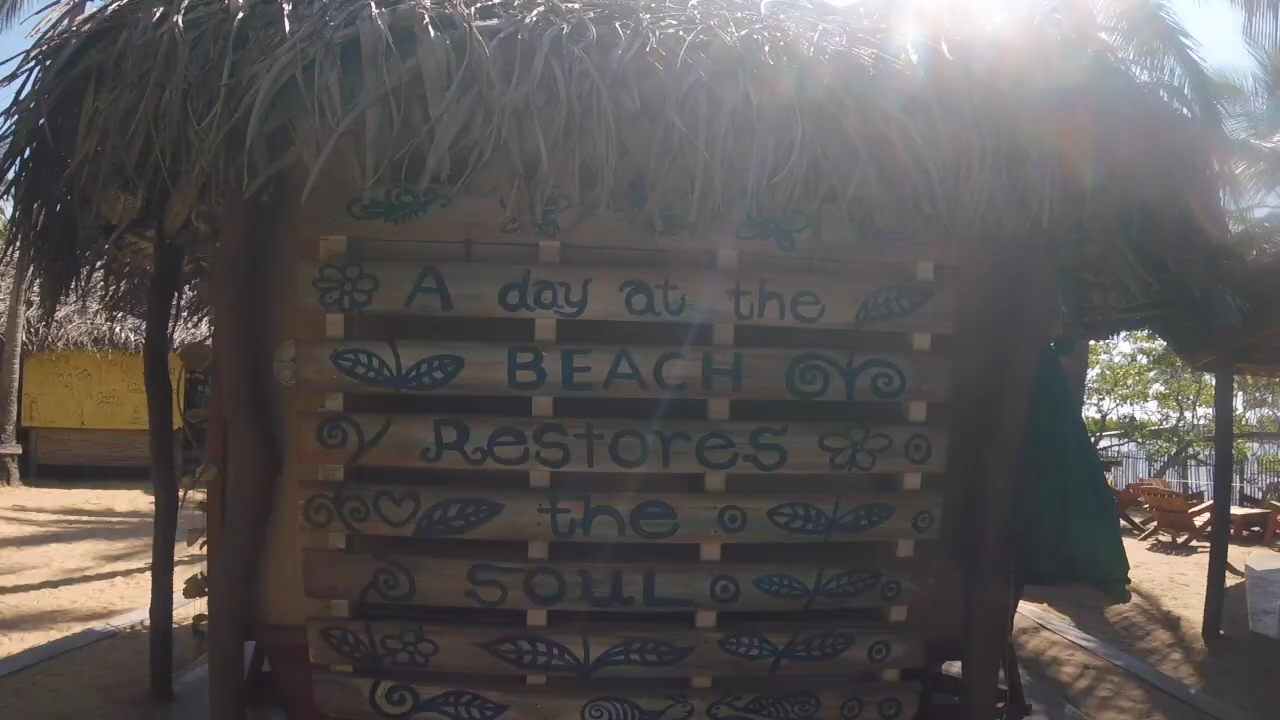 A day at the
BEACH
Restores
the
SOUL